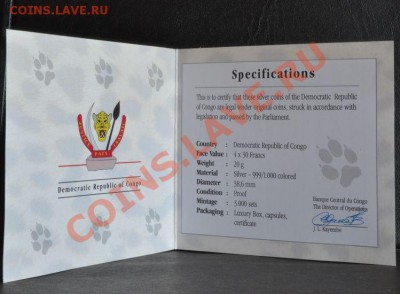 COINS.LAVE.RU
Democratic Republic of Congo
Specifications
This is to certify that these silver coins of the Democratic Republic
of Congo are legal tender original coins, struck in accordance with
legislation and passed by the Parliament.
Country : Democratic Republic of Congo
Face Value : 4 x 30 Francs
Weight : 20 g
Material : Silver - 999/1.000 colored
Diameter : 38,6 mm
Condition : Proof
Mintage : 3.000 sets
Packaging : Luxury Box, capsules,
certificate
Banque Central du Congo
The Director of Operations
COINS.LAVE.RU